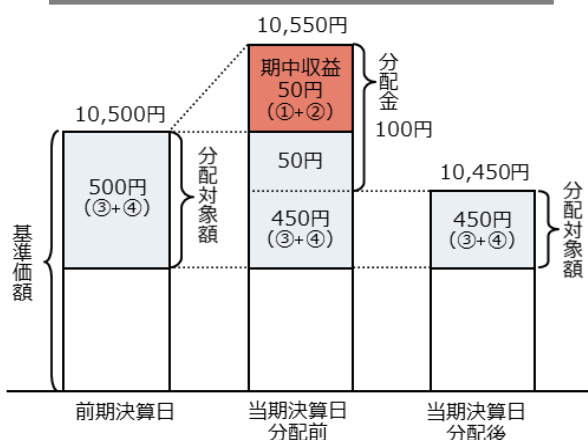 10,550円
期中収益
50円
(①+②)
分配金
100円
10,500円
500円
(③+④)
分配対象額
50円
450円
(③+④)
10,450円
450円
(③+④)
分配対象額
基準価額
前期決算日
当期決算日
分配前
当期決算日
分配後